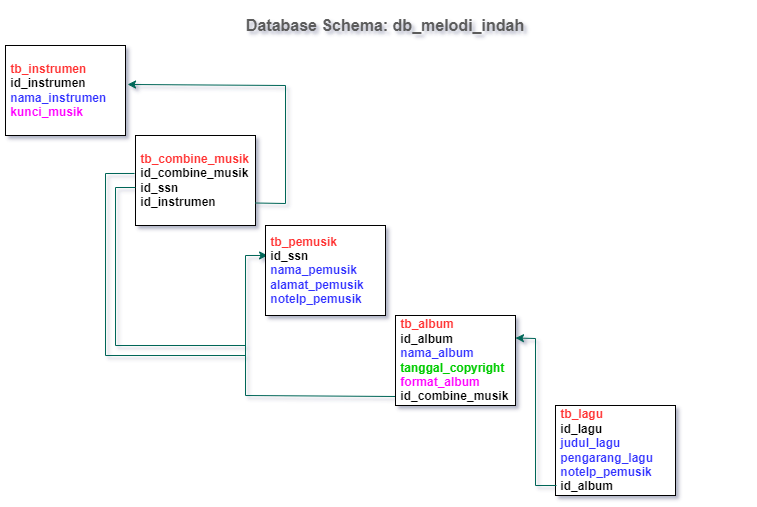 Database Schema: db_melodi_indah
tb_instrumen
id_instrumen
nama_instrumen
kunci_musik
tb_combine_musik
id_combine_musik
id_ssn
id_instrumen
tb_pemusik
id_ssn
nama_pemusik
alamat_pemusik
notelp_pemusik
tb_album
id_album
nama_album
tanggal_copyright
format_album
id_combine_musik
tb_lagu
id_lagu
judul_lagu
pengarang_lagu
notelp_pemusik
id_album